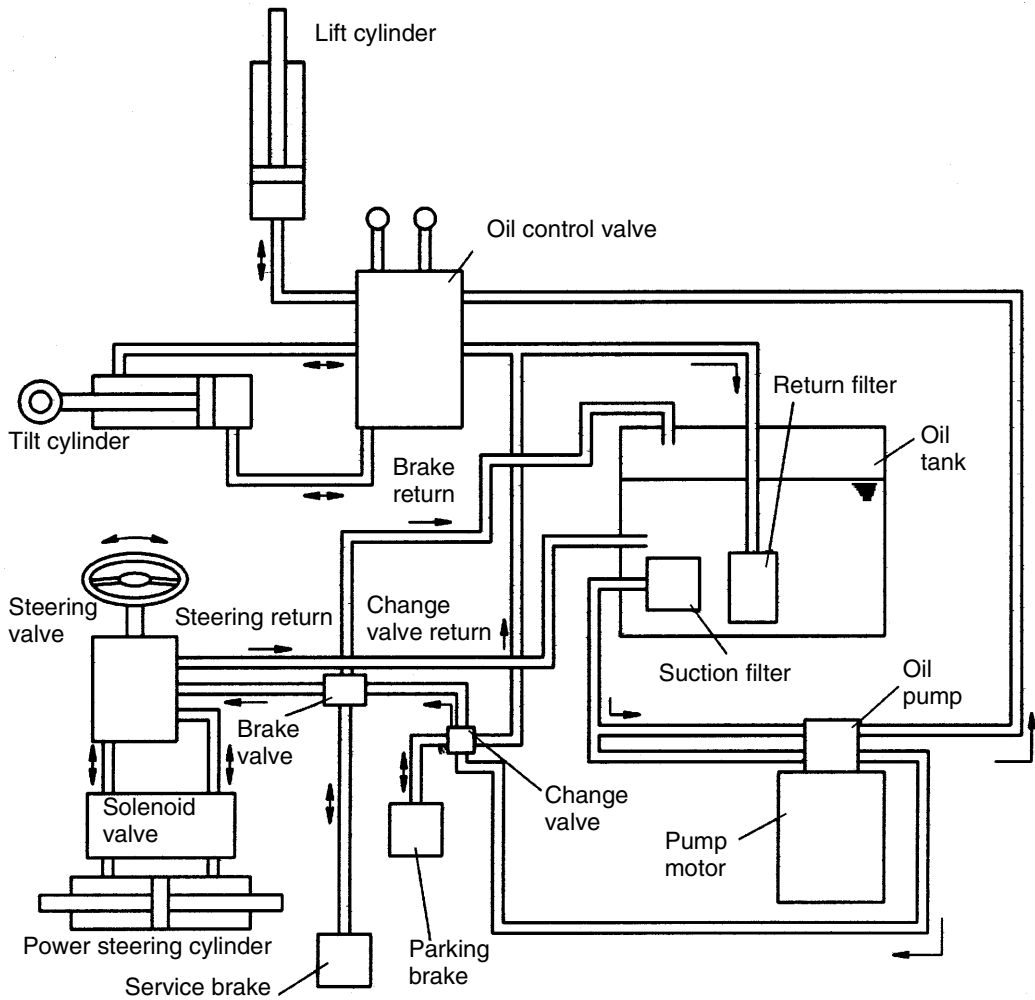 Lift cylinder
Oil control valve
Return filter
Oil
tank
Tilt cylinder
Brake
return
Steering
valve
Steering return
Change
valve return
Suction filter
Oil
pump
Brake
valve
Change
valve
Solenoid
valve
Pump
motor
Power steering cylinder
Parking
brake
Service brake